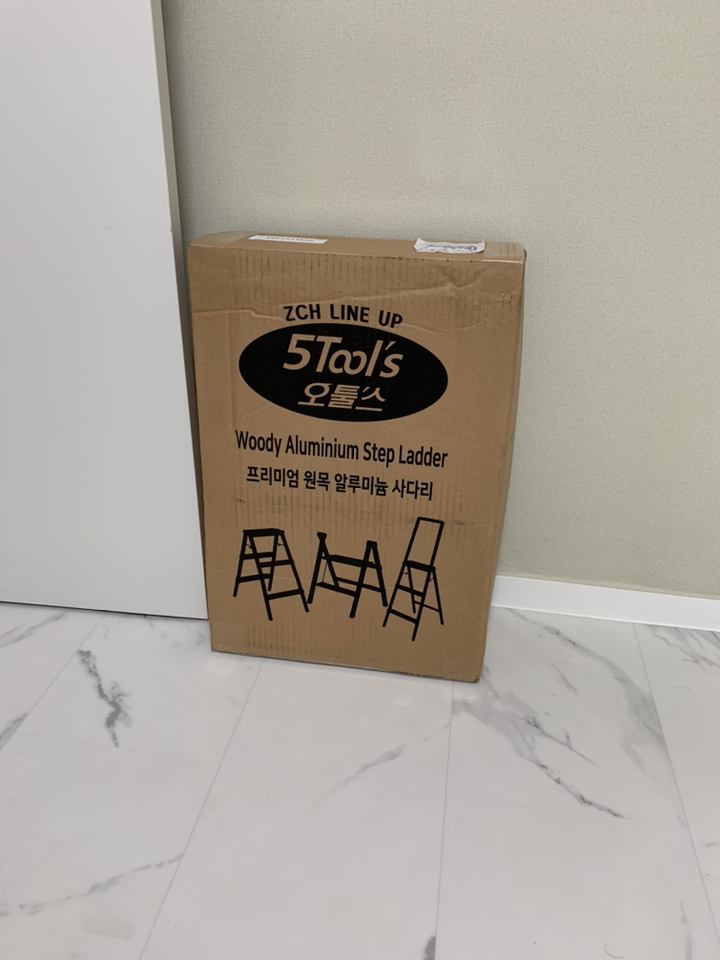 ZCH LINE UP
5Tool's
오툴스
Woody Aluminium Step Ladder
프리미엄 원목 알루미늄 사다리